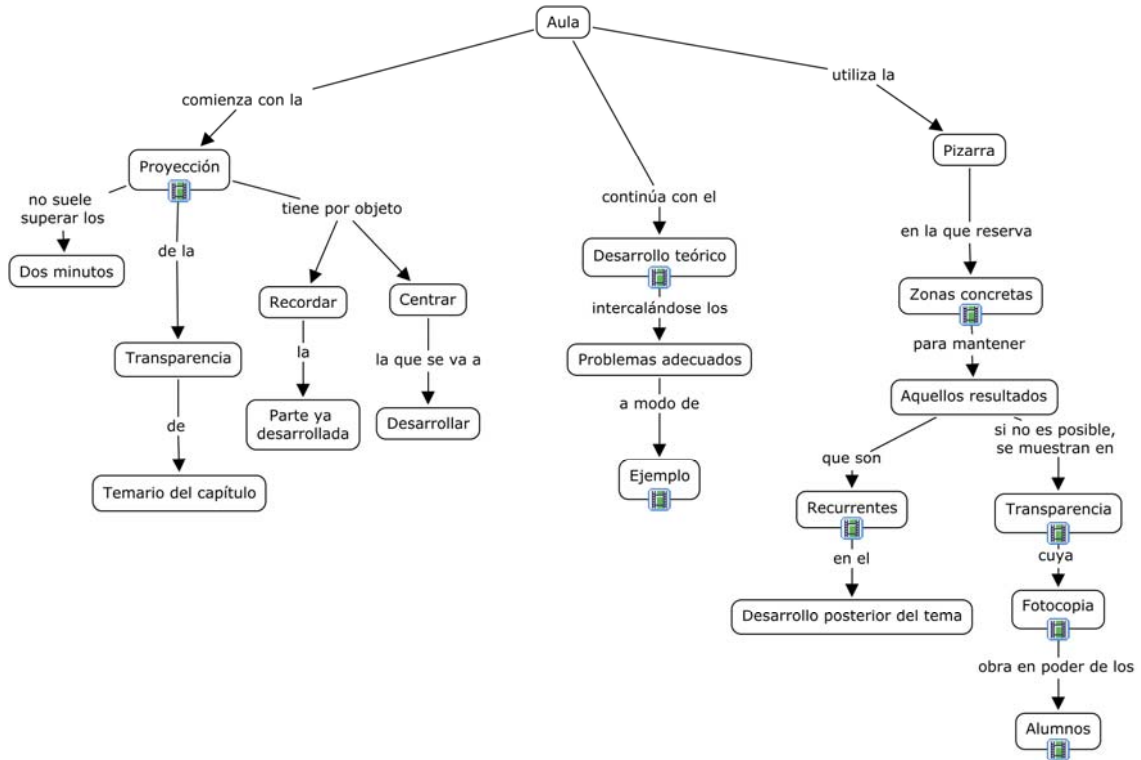 Aula
comienza con la
utiliza la
Proyección
Pizarra
no suele
superar los
tiene por objeto
continúa con el
de la
en la que reserva
Dos minutos
Desarrollo teórico
Recordar
Centrar
Zonas concretas
intercalándose los
para mantener
Transparencia
la
la que se va a
Problemas adecuados
Aquellos resultados
Parte ya
desarrollada
Desarrollar
a modo de
de
si no es posible,
se muestran en
que son
Temario del capítulo
Ejemplo
Recurrentes
Transparencia
en el
cuya
Desarrollo posterior del tema
Fotocopia
obra en poder de los
Alumnos